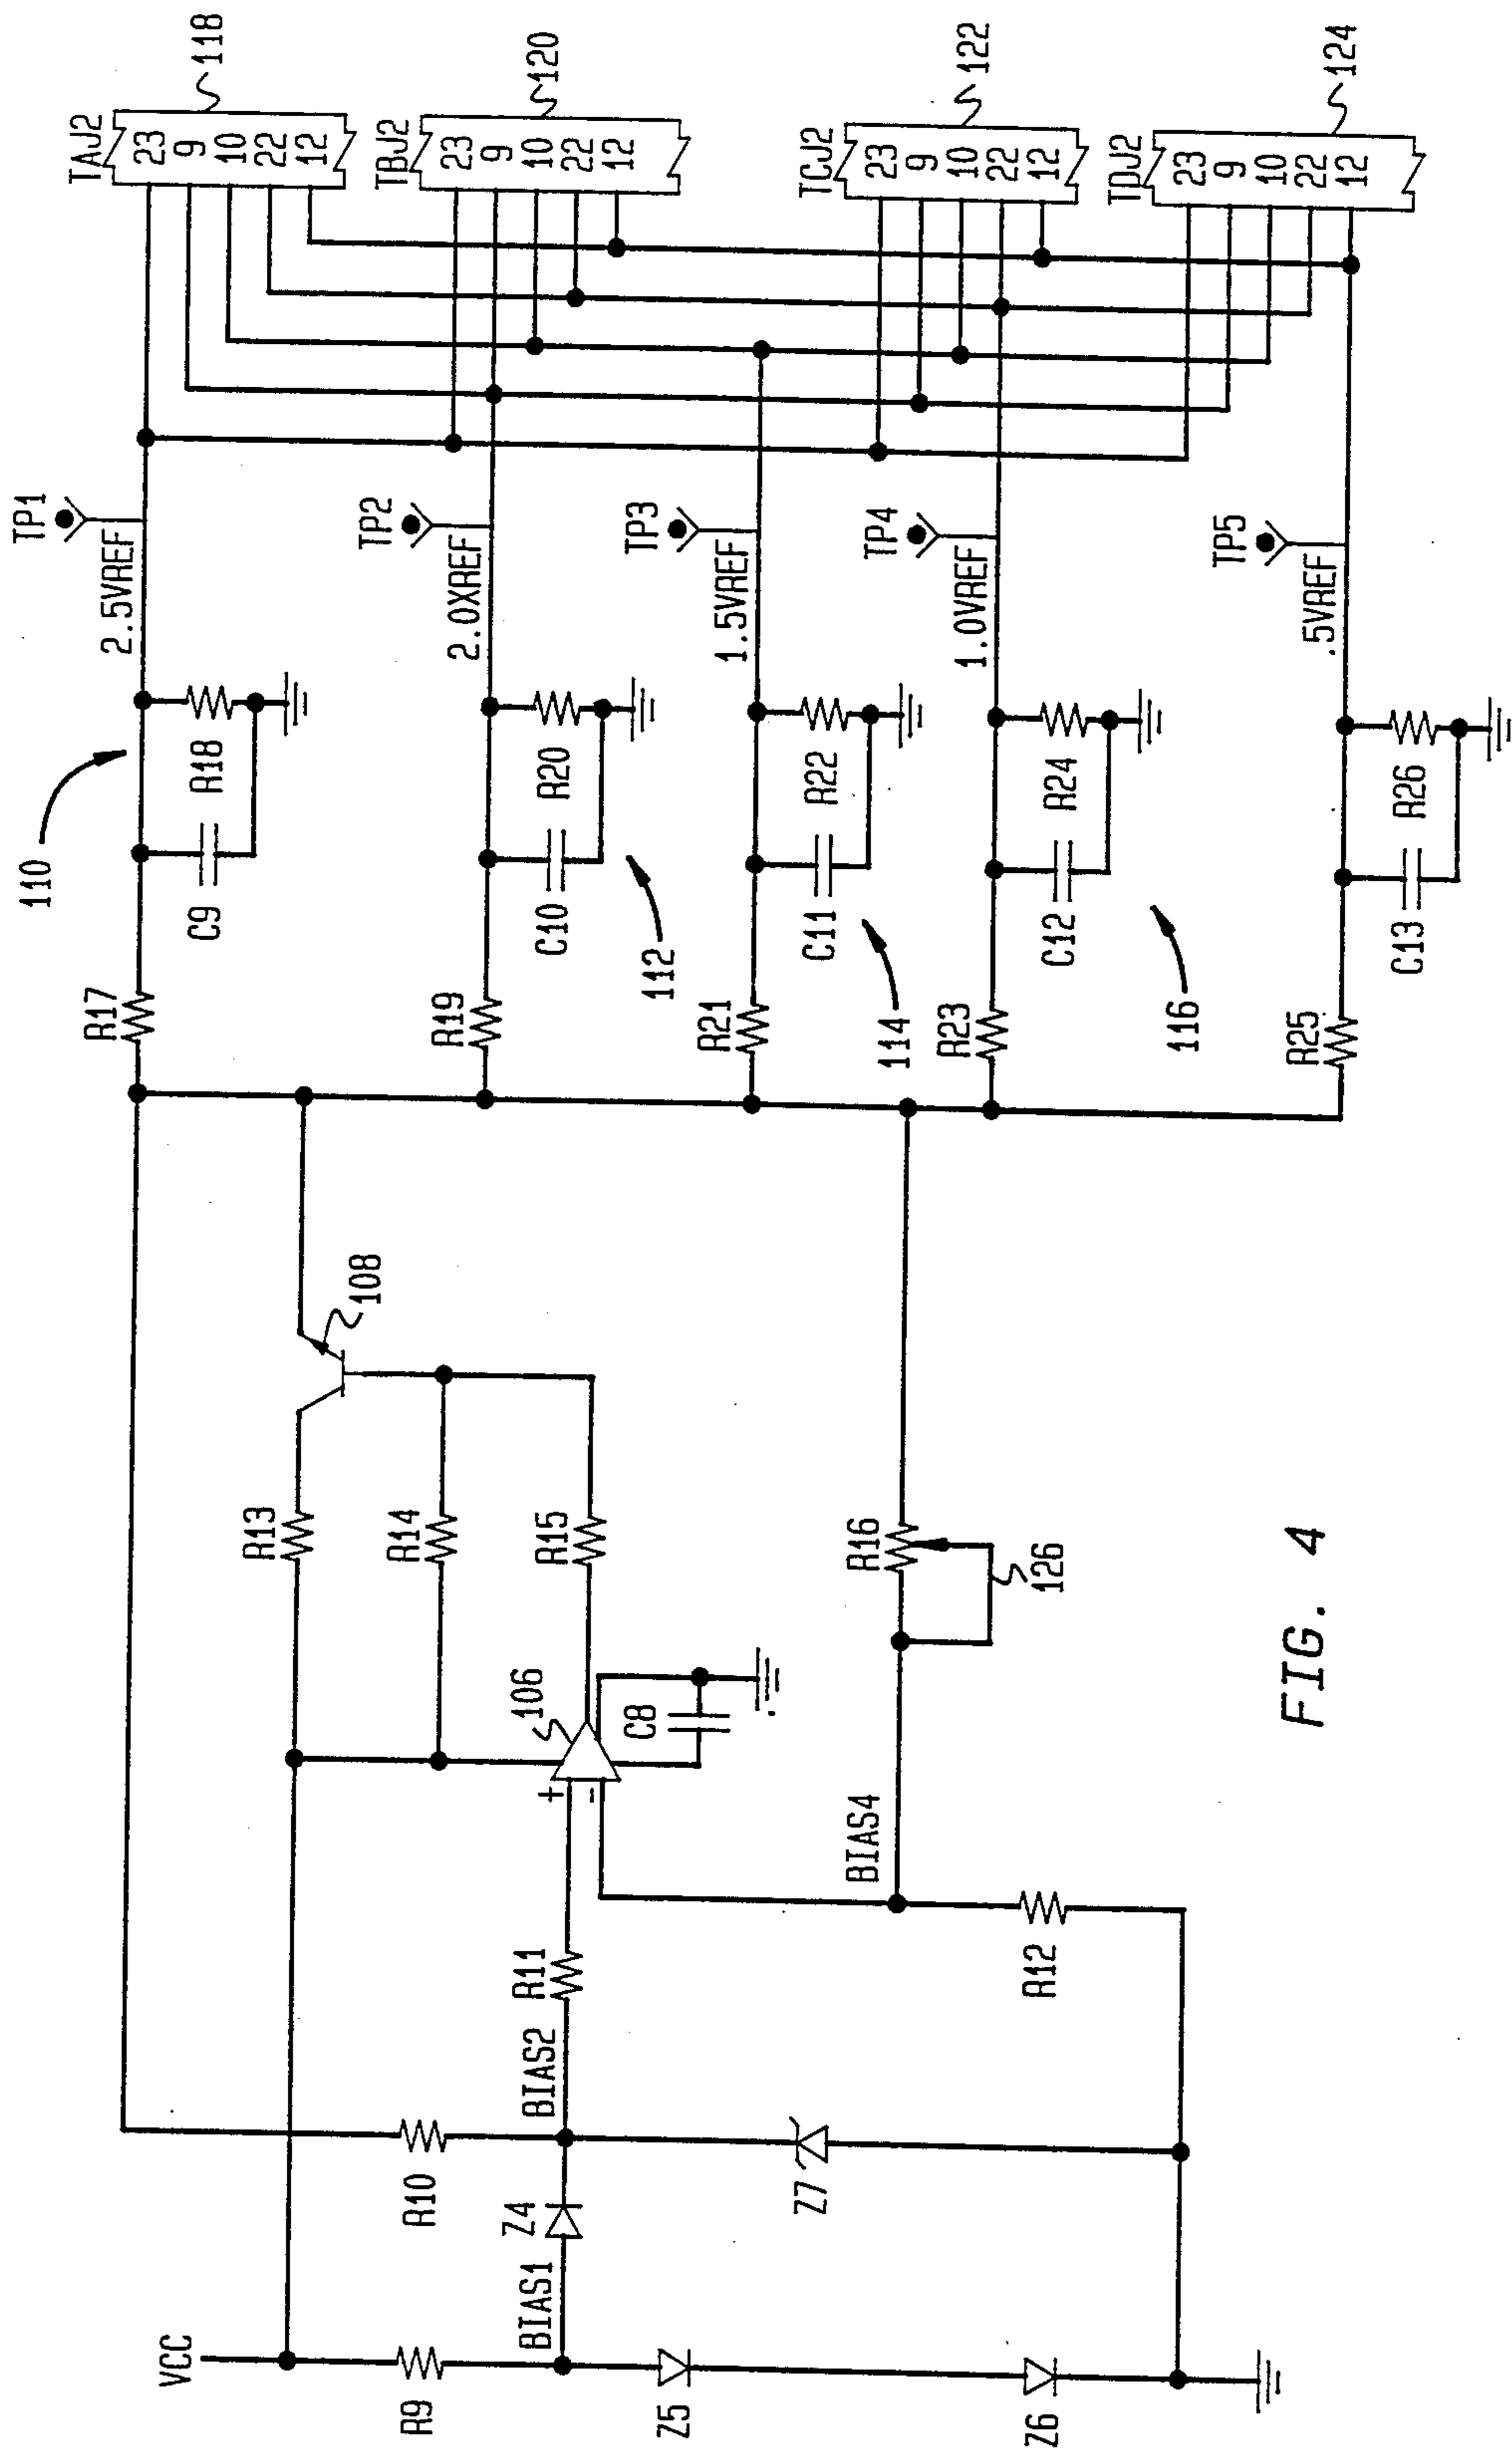 VCC
R9
Z5
Z6
BIAS1
Z4
R10
Z7
BIAS2
R11
R12
BIAS4
+
-
106
C8
R13
R14
R15
108
R16
126
R17
110
C9
R18
2.5VREF
TP1
R19
C10
R20
112
2.0XREF
TP2
R21
C11
R22
114
1.5VREF
TP3
R23
C12
R24
116
1.0VREF
TP4
R25
C13
R26
.5VREF
TP5
TAJ2
23
9
10
22
12
118
TBJ2
23
9
10
22
12
120
TCJ2
23
9
10
22
12
122
TDJ2
23
9
10
22
12
124
FIG. 4